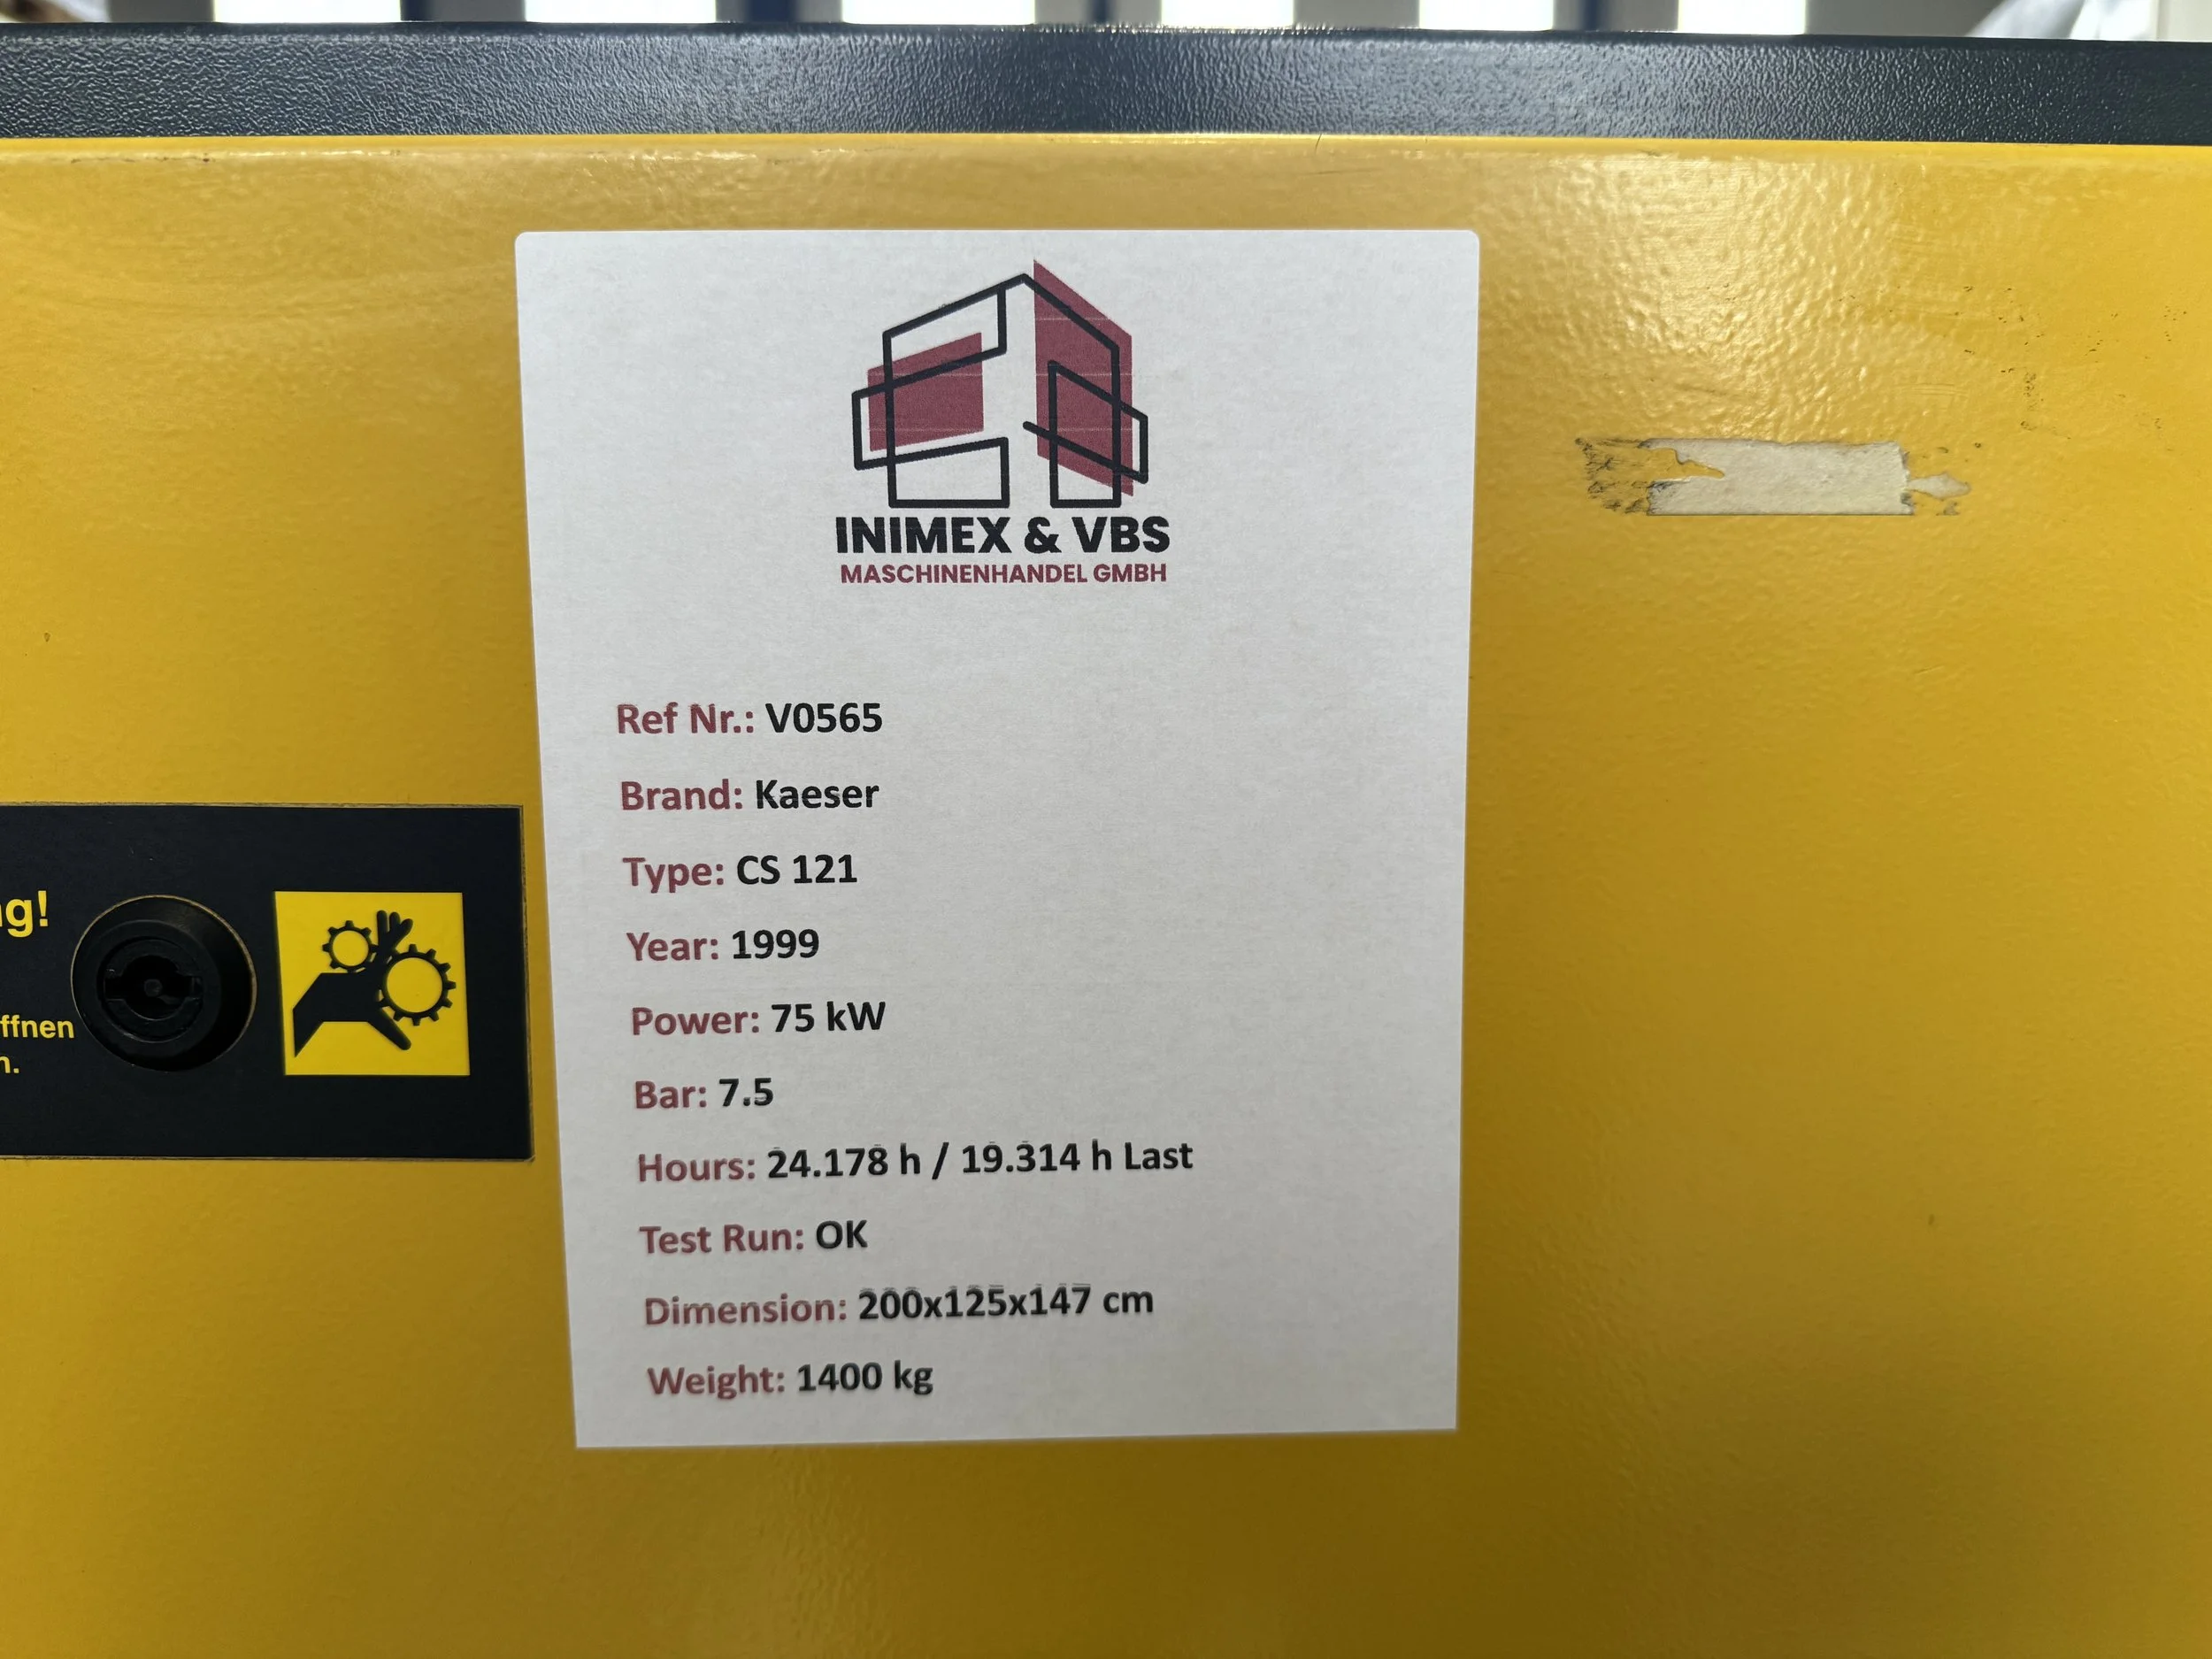 INIMEX & VBS
MASCHINENHANDEL GMBH
Ref Nr.: V0565
Brand: Kaeser
Type: CS 121
Year: 1999
Power: 75 kW
Bar: 7.5
Hours: 24.178 h / 19.314 h Last
Test Run: OK
Dimension: 200x125x147 cm
Weight: 1400 kg